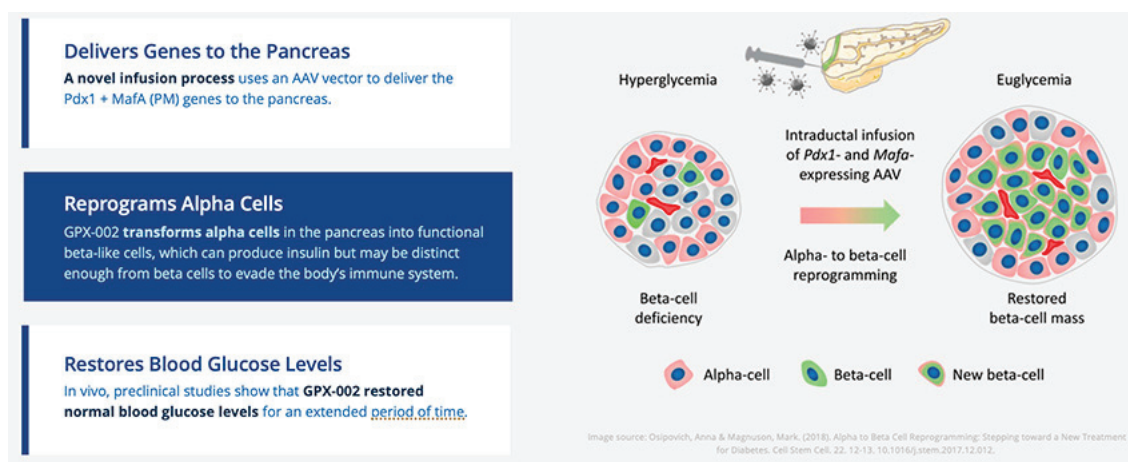 Delivers Genes to the Pancreas
A novel infusion process uses an AAV vector to deliver the
Pdx1 + MafA (PM) genes to the pancreas.
Reprograms Alpha Cells
GPX-002 transforms alpha cells in the pancreas into functional
beta-like cells, which can produce insulin but may be distinct
enough from beta cells to evade the body's immune system.
Restores Blood Glucose Levels
In vivo, preclinical studies show that GPX-002 restored
normal blood glucose levels for an extended period of time.
Hyperglycemia
Euglycemia
Intraductal infusion
of Pdx1- and Mafa-
expressing AAV
Alpha- to beta-cell
reprogramming
Beta-cell
deficiency
Restored
beta-cell mass
Alpha-cell
Beta-cell
New beta-cell
Image source: Osipovich, Anna & Magnuson, Mark. (2018). Alpha to Beta Cell Reprogramming: Stepping toward a New Treatment
for Diabetes. Cell Stem Cell. 22. 12-13. 10.1016/j.stem.2017.12.012.